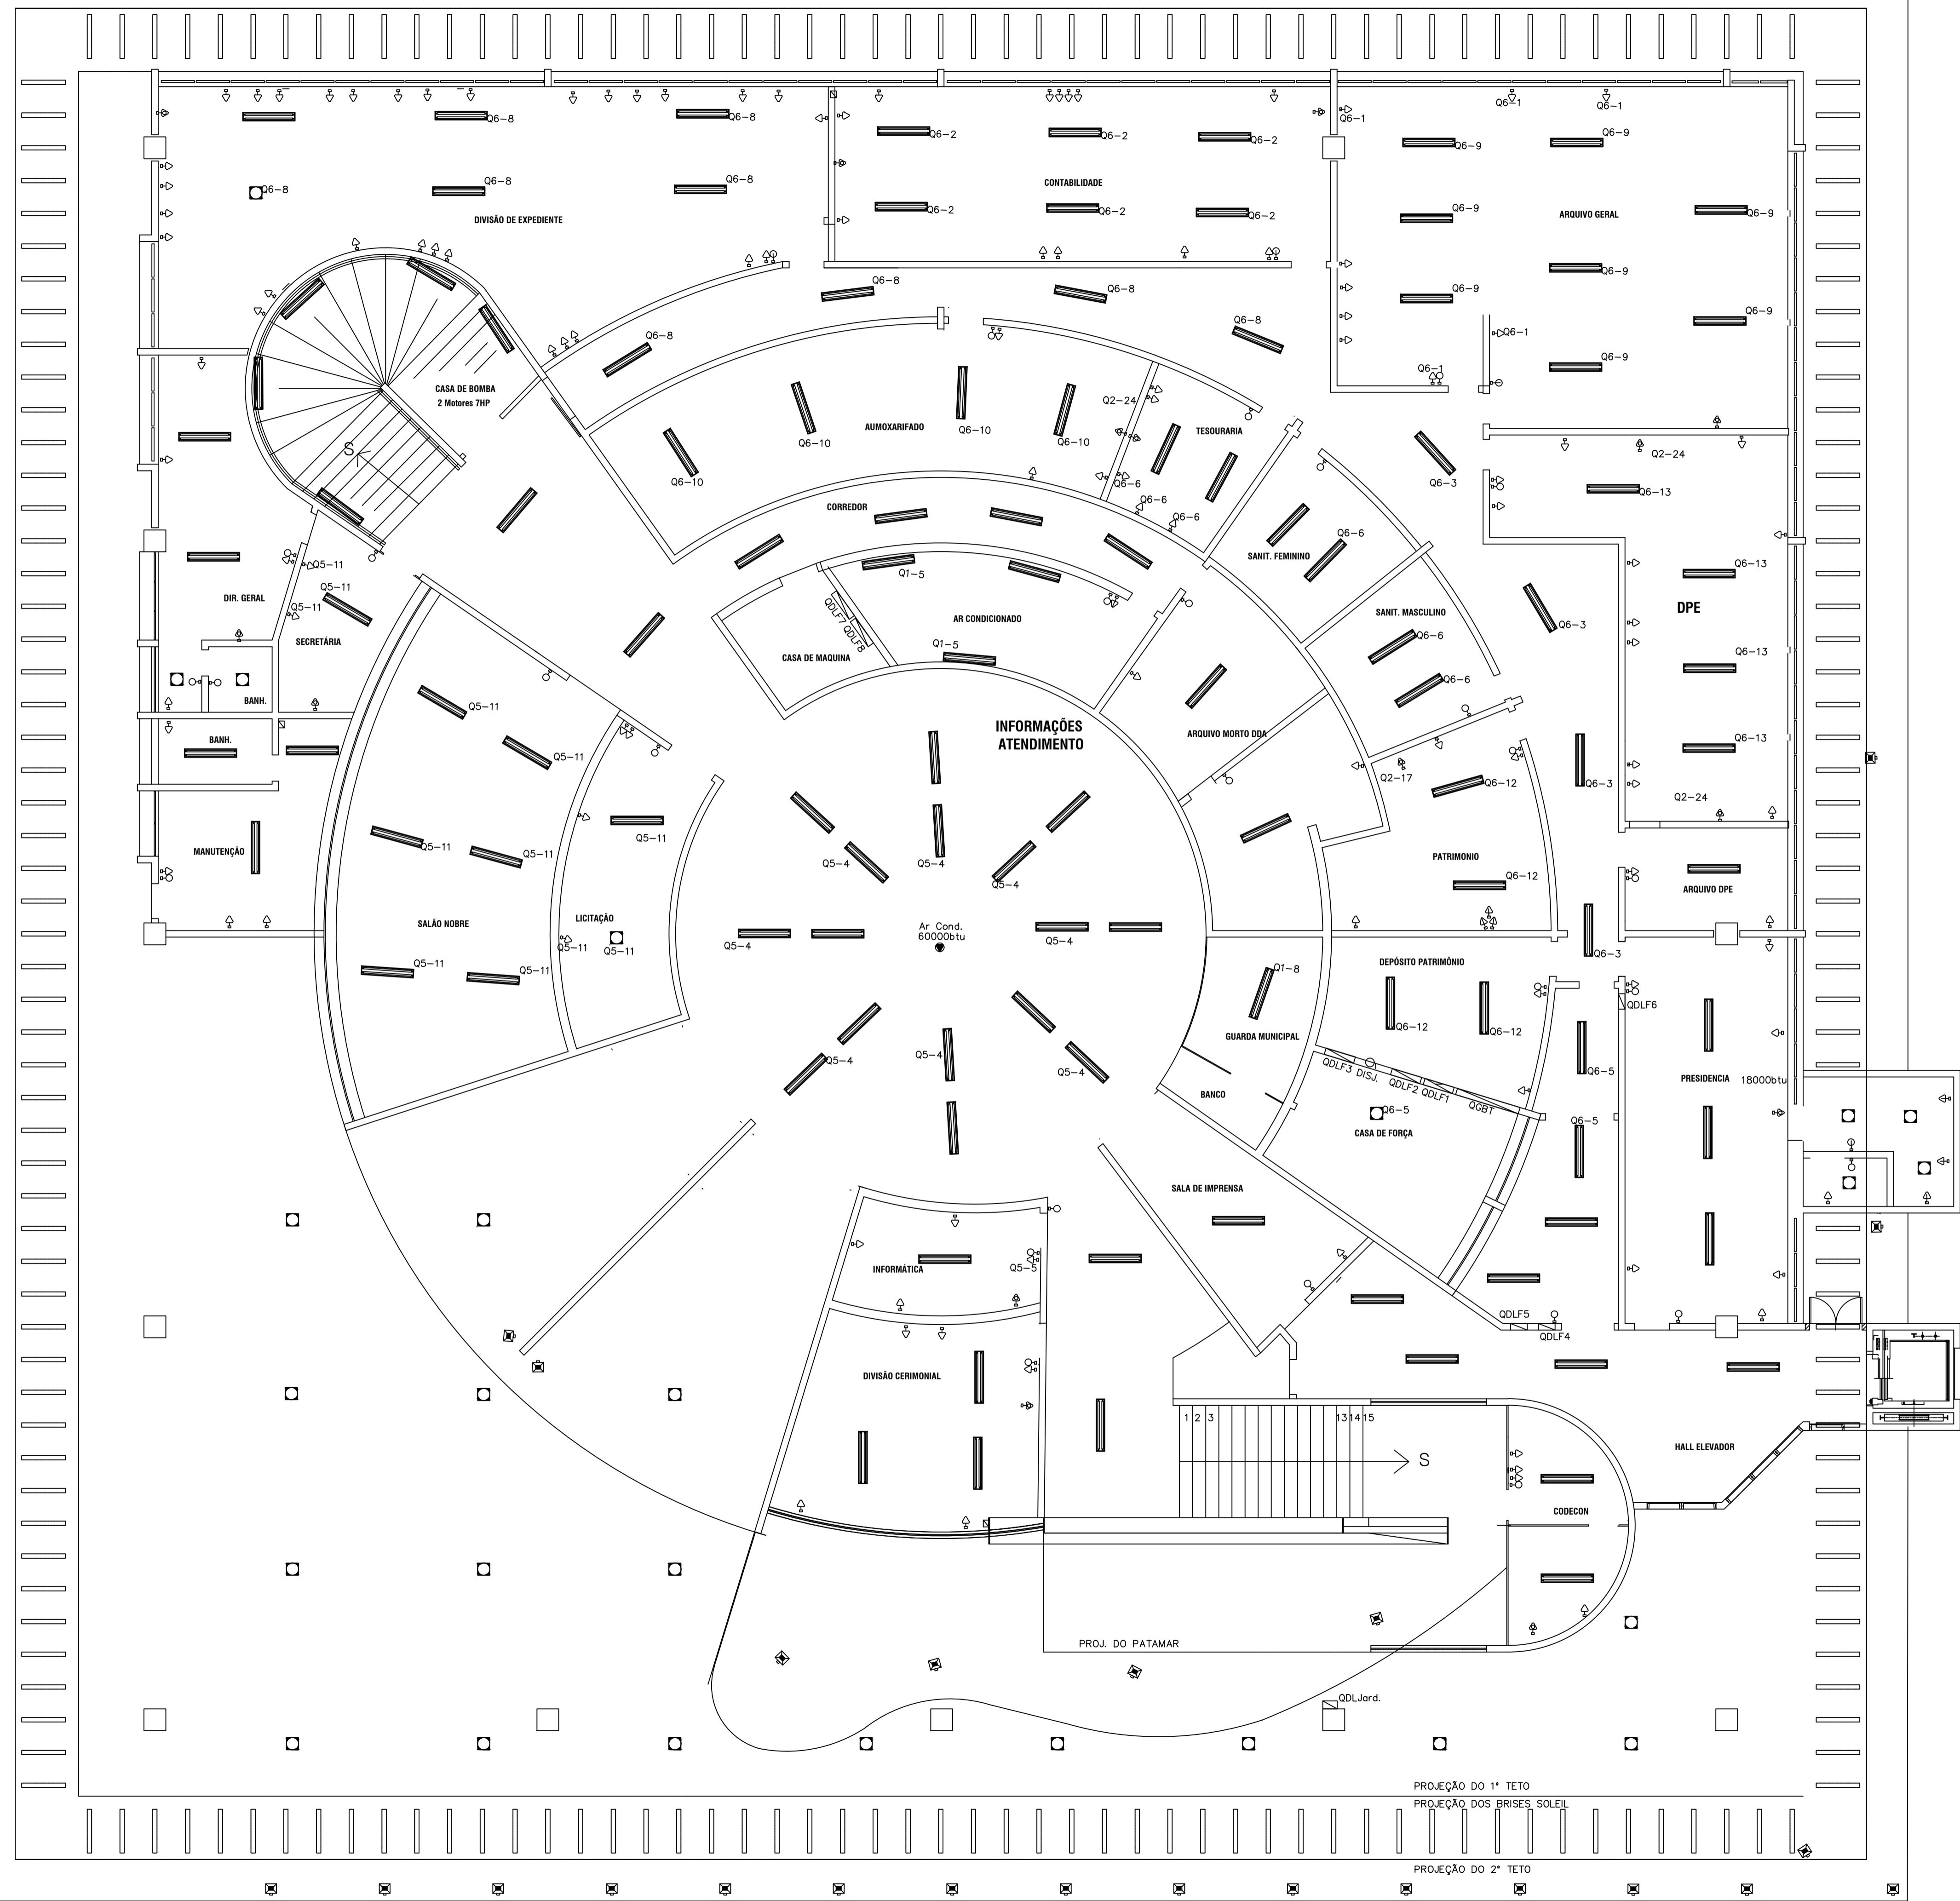 Q6-1
Q6-1
Q6-8
Q6-8
Q6-1
Q6-2
Q6-2
Q6-2
Q6-9
Q6-9
Q6-8
Q6-8
Q6-8
CONTABILIDADE
DIVISÃO DE EXPEDIENTE
Q6-2
Q6-2
Q6-2
Q6-9
ARQUIVO GERAL
Q6-9
Q6-9
Q6-8
Q6-8
Q6-9
Q6-9
Q6-8
Q6-8
Q6-1
Q6-9
Q6-1
CASA DE BOMBA
2 Motores 7HP
Q2-24
AUMOXARIFADO
Q6-10
Q6-10
Q6-10
TESOURARIA
S
Q2-24
Q6-10
Q6-6
Q6-3
Q6-13
Q6-6
CORREDOR
Q6-6
Q6-6
SANIT. FEMININO
Q5-11
Q1-5
Q6-13
Q5-11
DIR. GERAL
Q5-11
QDLF7
QDLF8
AR CONDICIONADO
SANIT. MASCULINO
DPE
Q6-3
SECRETÁRIA
Q1-5
CASA DE MAQUINA
Q6-6
Q6-13
Q6-6
BANH.
Q5-11
INFORMAÇÕES
ATENDIMENTO
ARQUIVO MORTO DDA
BANH.
Q6-13
Q5-11
Q2-17
Q6-12
Q6-3
Q2-24
Q5-11
Q5-11
MANUTENÇÃO
Q5-11
Q5-4
Q5-4
Q5-4
PATRIMONIO
Q6-12
ARQUIVO DPE
SALÃO NOBRE
LICITAÇÃO
Ar Cond.
60000btu
Q5-4
Q5-4
Q5-11
Q5-11
Q6-3
Q5-11
Q5-11
DEPÓSITO PATRIMÔNIO
Q1-8
QDLF6
Q6-12
Q6-12
GUARDA MUNICIPAL
Q5-4
Q5-4
Q5-4
QDLF3
DISJ.
QDLF2
QDLF1
QGBT
Q6-5
PRESIDENCIA
18000btu
BANCO
Q6-5
Q6-5
CASA DE FORÇA
SALA DE IMPRENSA
INFORMÁTICA
Q5-5
QDLF5
QDLF4
DIVISÃO CERIMONIAL
1
2
3
13
14
15
HALL ELEVADOR
S
CODECON
PROJ. DO PATAMAR
QDLJard.
PROJEÇÃO DO 1° TETO
PROJEÇÃO DOS BRISES SOLEIL
PROJEÇÃO DO 2° TETO